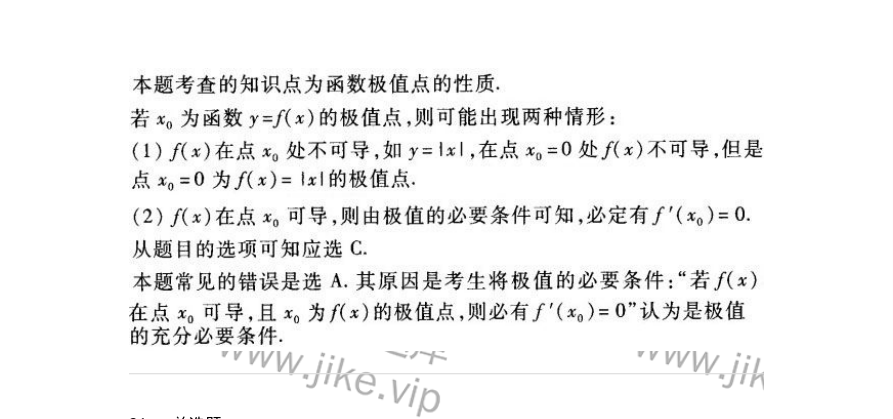 本题考查的知识点为函数极值点的性质.
若 x₀ 为函数 y=f(x)的极值点,则可能出现两种情形:
(1) f(x)在点 x₀ 处不可导,如 y=|x|,在点 x₀=0 处f(x)不可导,但是
点 x₀=0 为 f(x)= |x|的极值点.
(2) f(x)在点 x₀ 可导,则由极值的必要条件可知,必定有 f′(x₀)= 0.
从题目的选项可知应选 C.
本题常见的错误是选 A. 其原因是考生将极值的必要条件:“若 f(x)
在点 x₀ 可导,且 x₀ 为 f(x)的极值点,则必有 f′(x₀)= 0”认为是极值
的充分必要条件.
www.jike.vip
www.jik